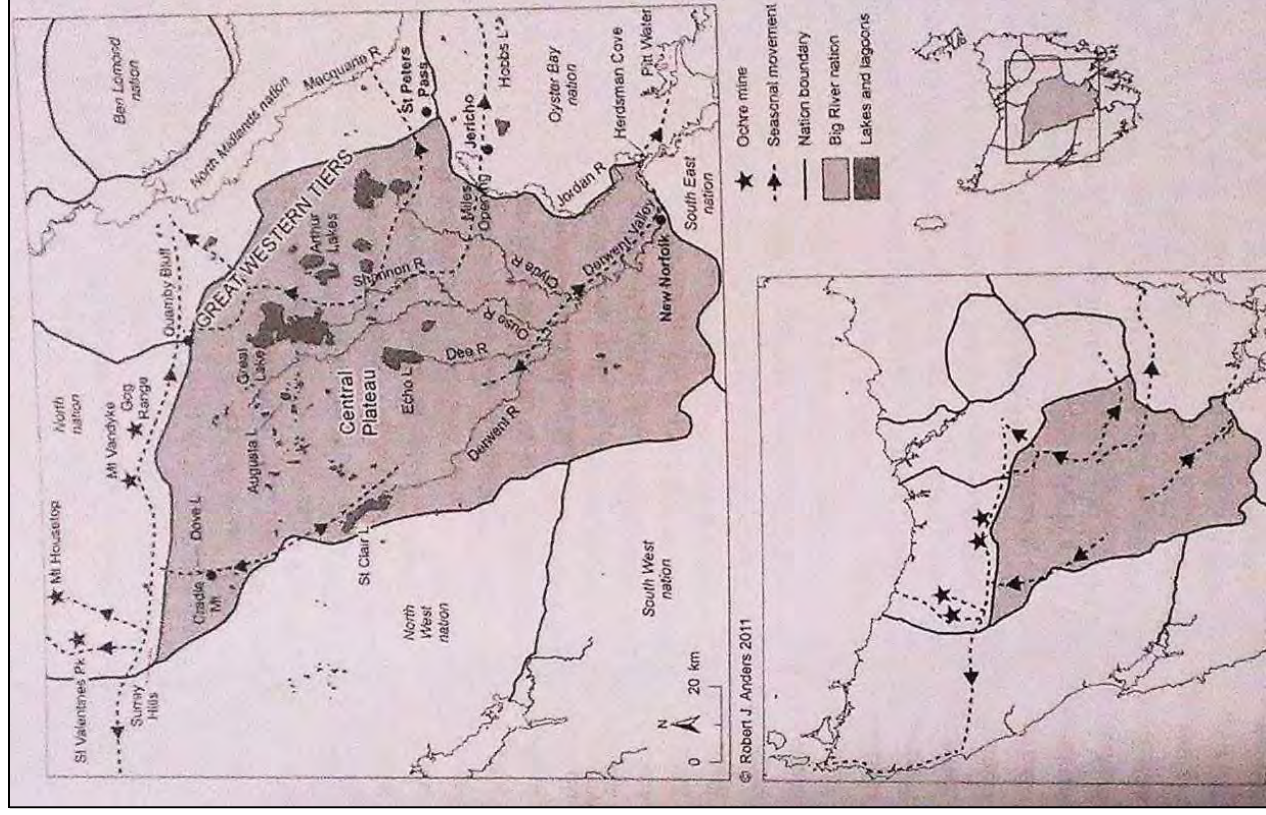 St Valentines Pk
Mt Housetop
Mt Vandyke
Gog
Range
North
nation
Quamby Bluff
Ben Lomond
nation
North Midlands nation
Macquarie R
Surrey
Hills
Cradle
Mt
Dove L
Augusta L
Great
Lake
GREAT WESTERN TIERS
Arthur
Lakes
Shannon R
St Peters
Pass
St Clair L
Central
Plateau
Echo L
Dee R
Ouse R
Clyde R
Miles
Opening
Jericho
Hobbs L
Oyster Bay
nation
North
West
nation
Derwent R
Derwent Valley
Jordan R
Herdsman Cove
Pitt Water
New Norfolk
South East
nation
South West
nation
N
0 20 km
© Robert J. Anders 2011
Ochre mine
Seasonal movement
Nation boundary
Big River nation
Lakes and lagoons